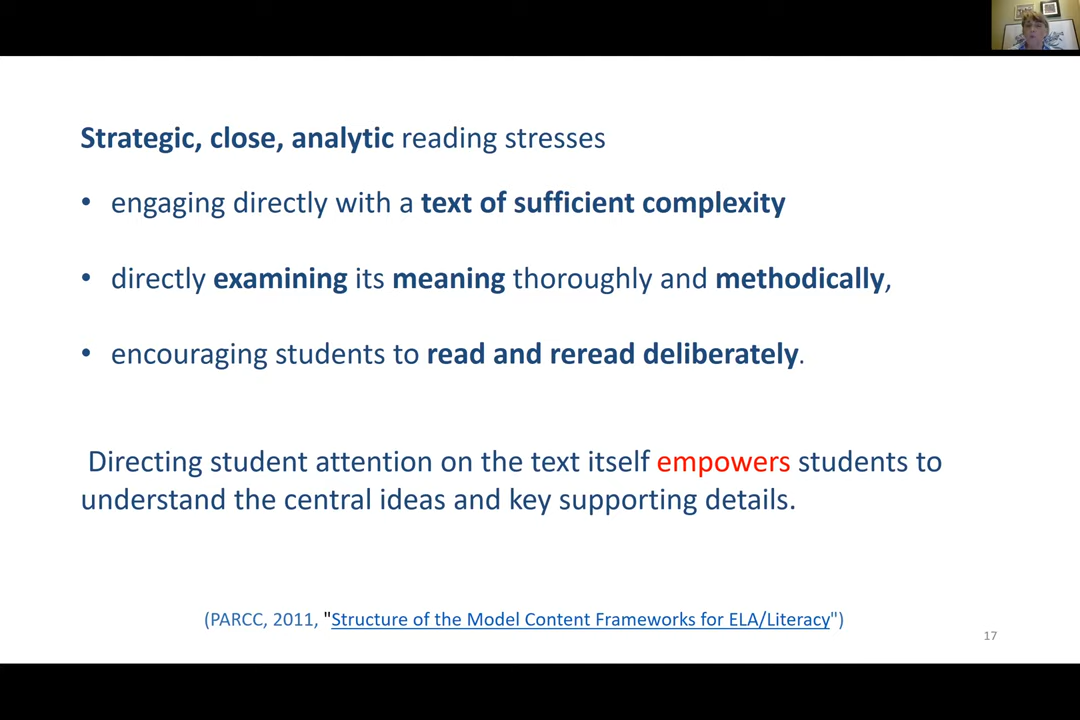 Strategic, close, analytic reading stresses
• engaging directly with a text of sufficient complexity
• directly examining its meaning thoroughly and methodically,
• encouraging students to read and reread deliberately.
Directing student attention on the text itself empowers students to
understand the central ideas and key supporting details.
(PARCC, 2011, "Structure of the Model Content Frameworks for ELA/Literacy")
17